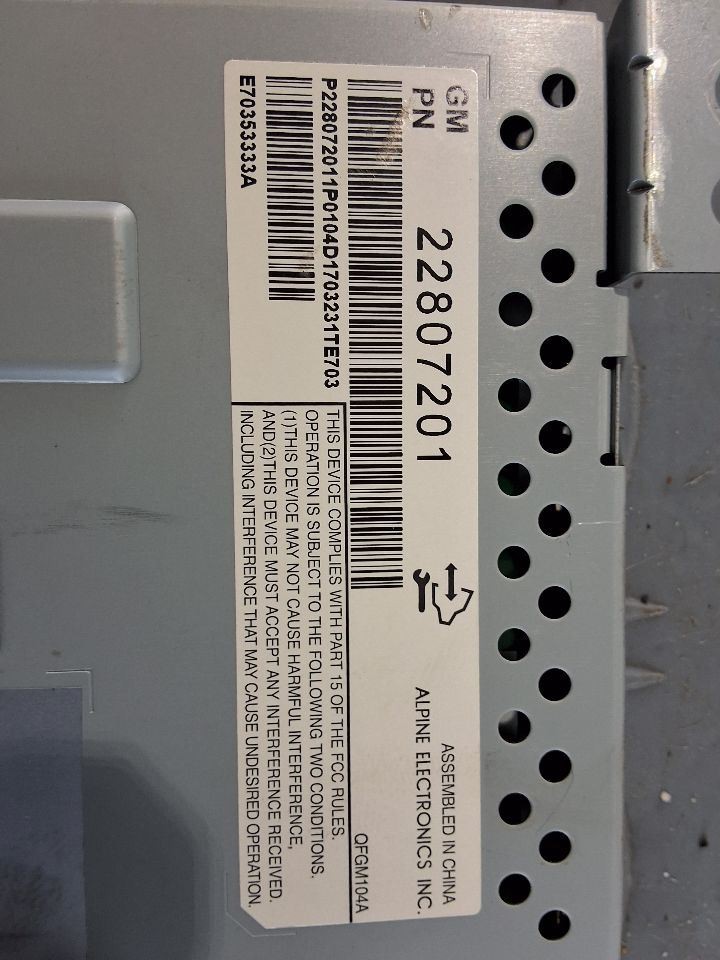 GM
PN 22807201
ASSEMBLED IN CHINA
ALPINE ELECTRONICS INC.
QFGM104A
P228072011P0104D1703231TE703
E70353333A
THIS DEVICE COMPLIES WITH PART 15 OF THE FCC RULES.
OPERATION IS SUBJECT TO THE FOLLOWING TWO CONDITIONS.
(1)THIS DEVICE MAY NOT CAUSE HARMFUL INTERFERENCE,
AND(2)THIS DEVICE MUST ACCEPT ANY INTERFERENCE RECEIVED.
INCLUDING INTERFERENCE THAT MAY CAUSE UNDESIRED OPERATION.